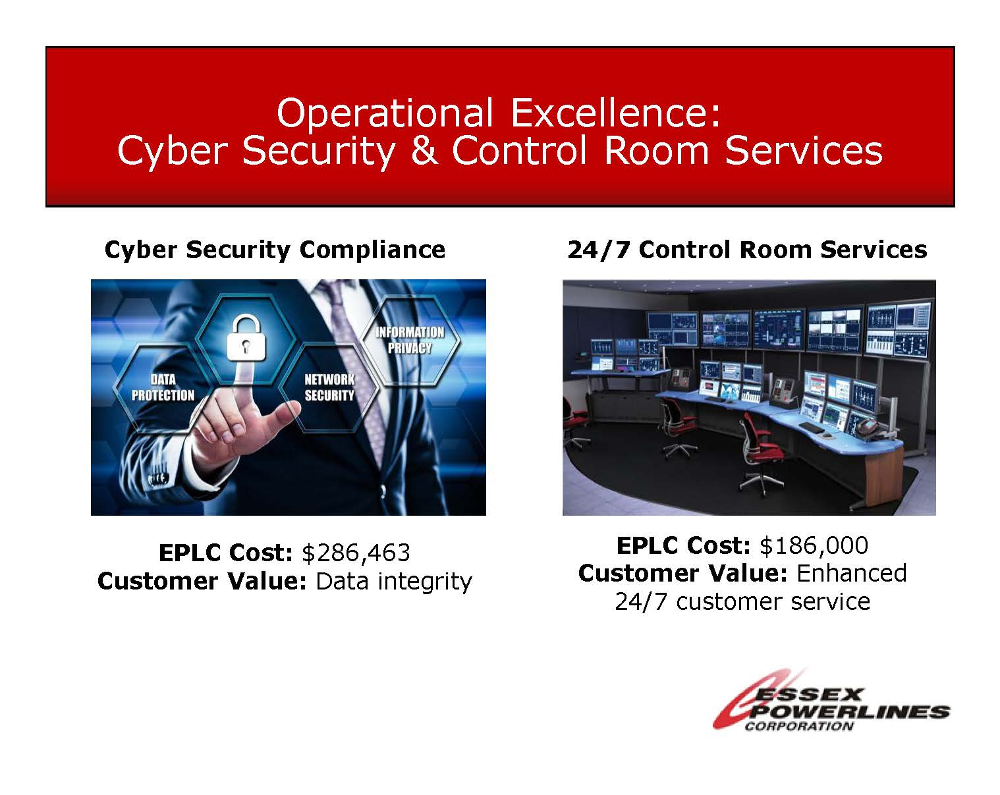 Operational Excellence:
Cyber Security & Control Room Services
Cyber Security Compliance
DATA
PROTECTION
NETWORK
SECURITY
INFORMATION
PRIVACY
EPLC Cost: $286,463
Customer Value: Data integrity
24/7 Control Room Services
EPLC Cost: $186,000
Customer Value: Enhanced
24/7 customer service
ESSEX
POWERLINES
CORPORATION